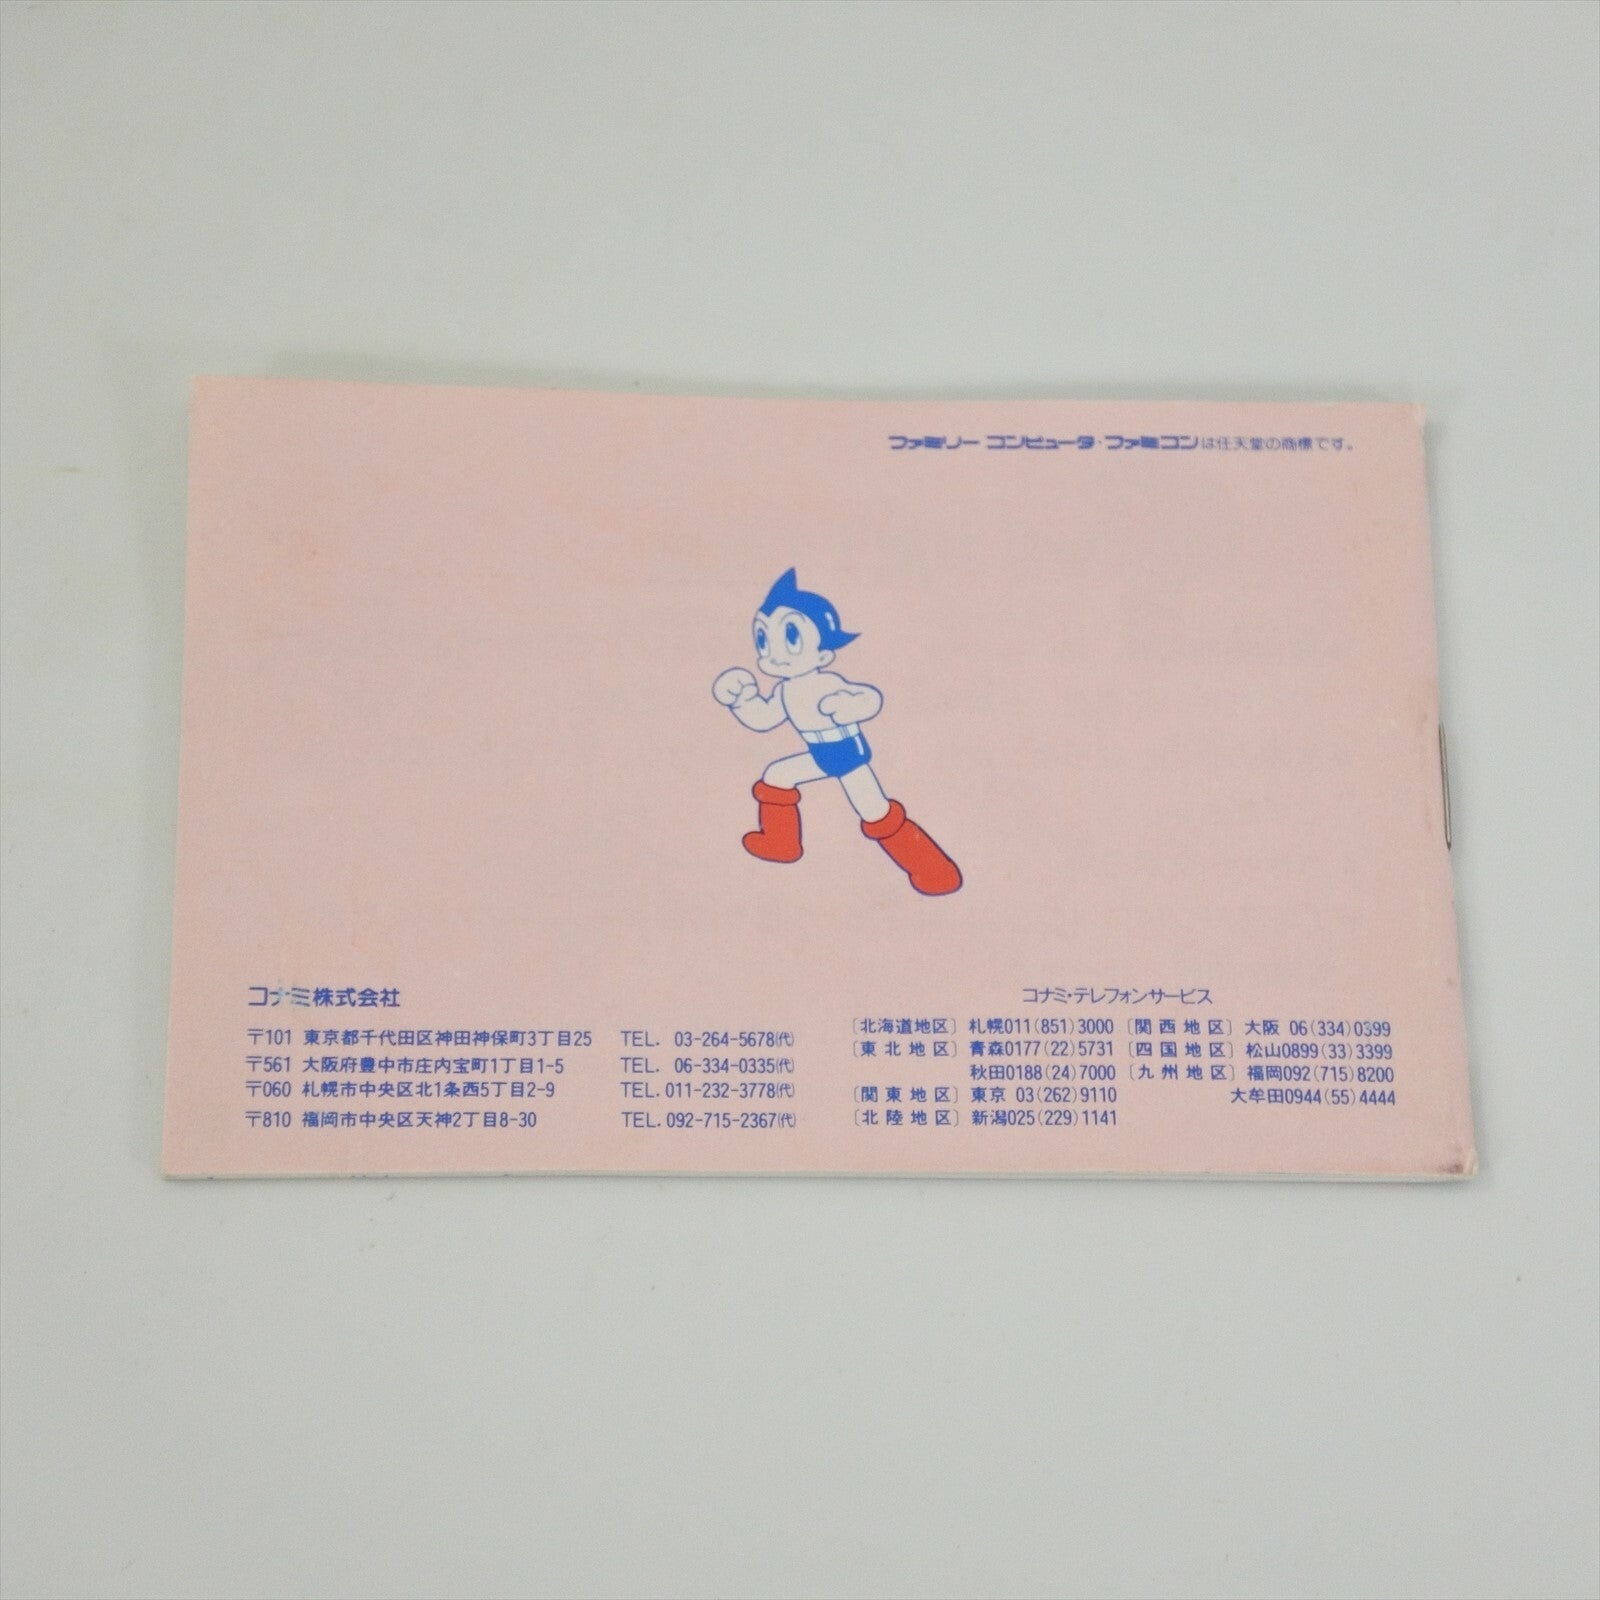 ファミリー コンピュータ・ファミコンは任天堂の商標です。
コナミ株式会社
〒101 東京都千代田区神田神保町3丁目25 TEL. 03-264-5678㈹
〒561 大阪府豊中市庄内宝町1丁目1-5 TEL. 06-334-0335㈹
〒060 札幌市中央区北1条西5丁目2-9 TEL. 011-232-3778㈹
〒810 福岡市中央区天神2丁目8-30 TEL. 092-715-2367㈹
コナミ・テレフォンサービス
〔北海道地区〕札幌011(851)3000〔関西地区〕大阪 06(334)0399
〔東北地区〕青森0177(22)5731〔四国地区〕松山0899(33)3399
秋田0188(24)7000〔九州地区〕福岡092(715)8200
〔関東地区〕東京 03(262)9110 大牟田0944(55)4444
〔北陸地区〕新潟025(229)1141